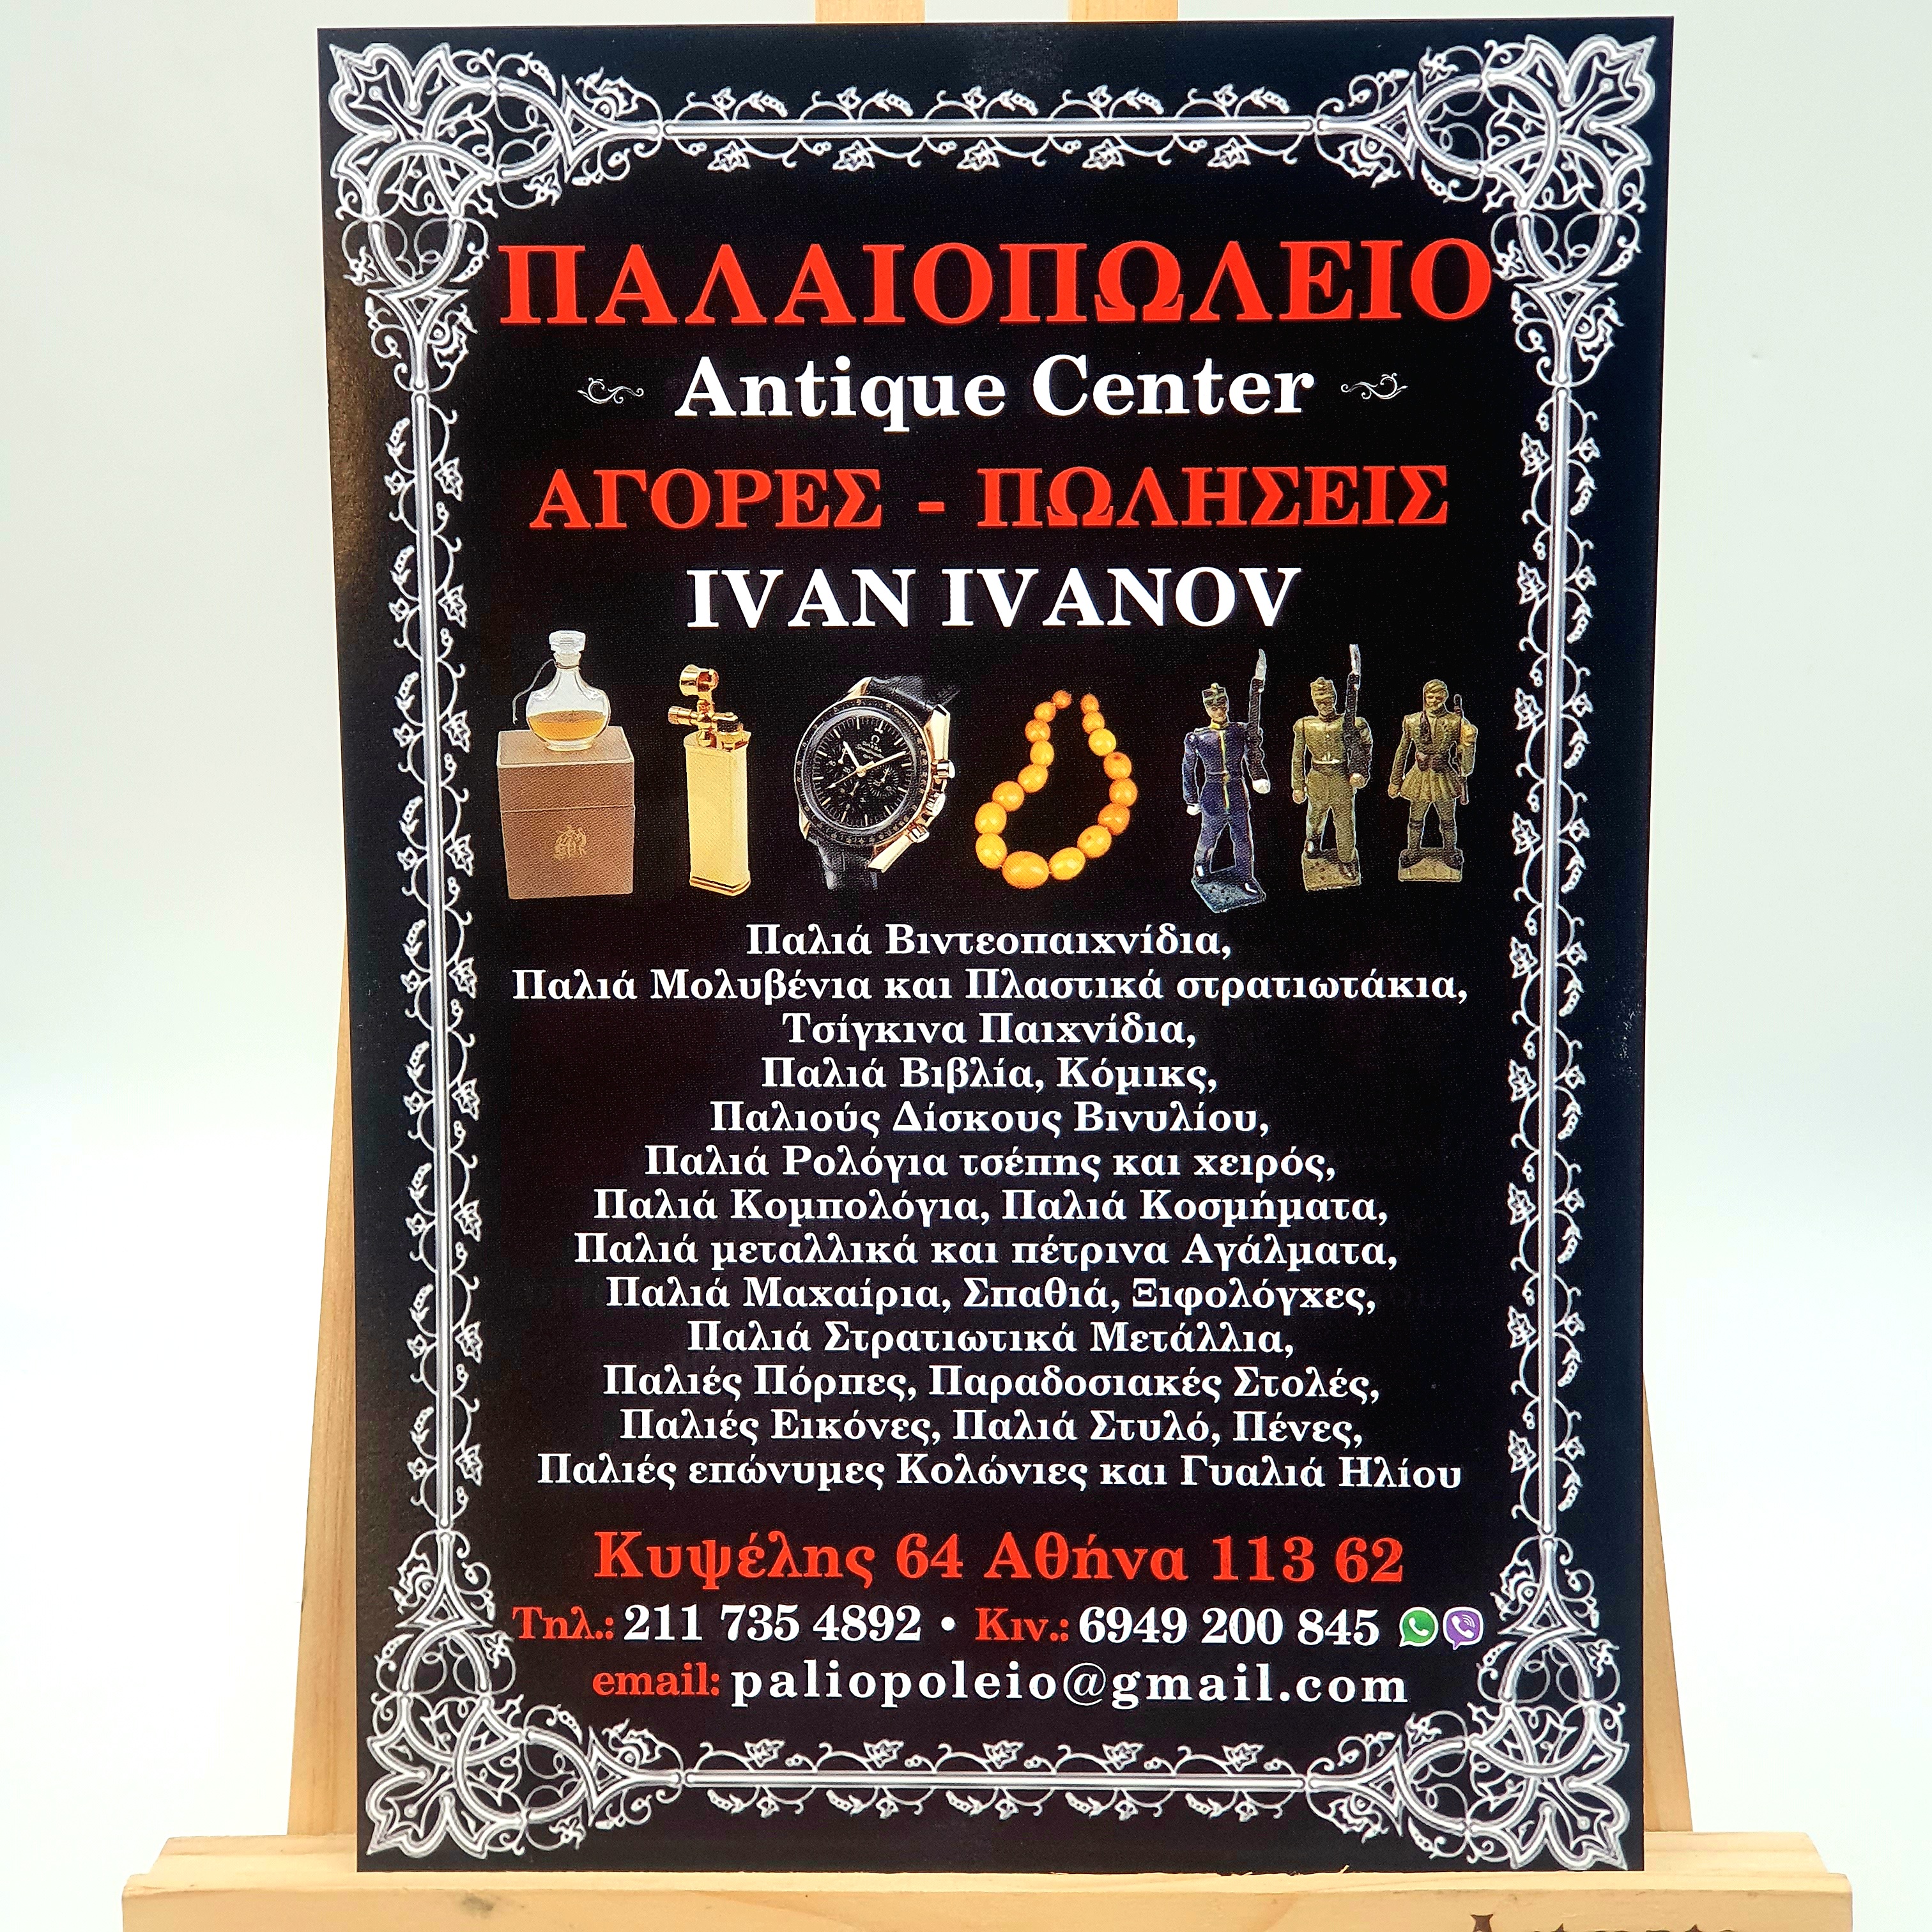 ΠΑΛΑΙΟΠΩΛΕΙΟ
Antique Center
ΑΓΟΡΕΣ - ΠΩΛΗΣΕΙΣ
IVAN IVANOV
Παλιά Βιντεοπαιχνίδια,
Παλιά Μολυβένια και Πλαστικά στρατιωτάκια,
Τσίγκινα Παιχνίδια,
Παλιά Βιβλία, Κόμικς,
Παλιούς Δίσκους Βινυλίου,
Παλιά Ρολόγια τσέπης και χειρός,
Παλιά Κομπολόγια, Παλιά Κοσμήματα,
Παλιά μεταλλικά και πέτρινα Αγάλματα,
Παλιά Μαχαίρια, Σπαθιά, Ξιφολόγχες,
Παλιά Στρατιωτικά Μετάλλια,
Παλιές Πόρπες, Παραδοσιακές Στολές,
Παλιές Εικόνες, Παλιά Στυλό, Πένες,
Παλιές επώνυμες Κολώνιες και Γυαλιά Ηλίου
Κυψέλης 64 Αθήνα 113 62
Τηλ.: 211 735 4892 • Κιν.: 6949 200 845
email: paliopoleio@gmail.com